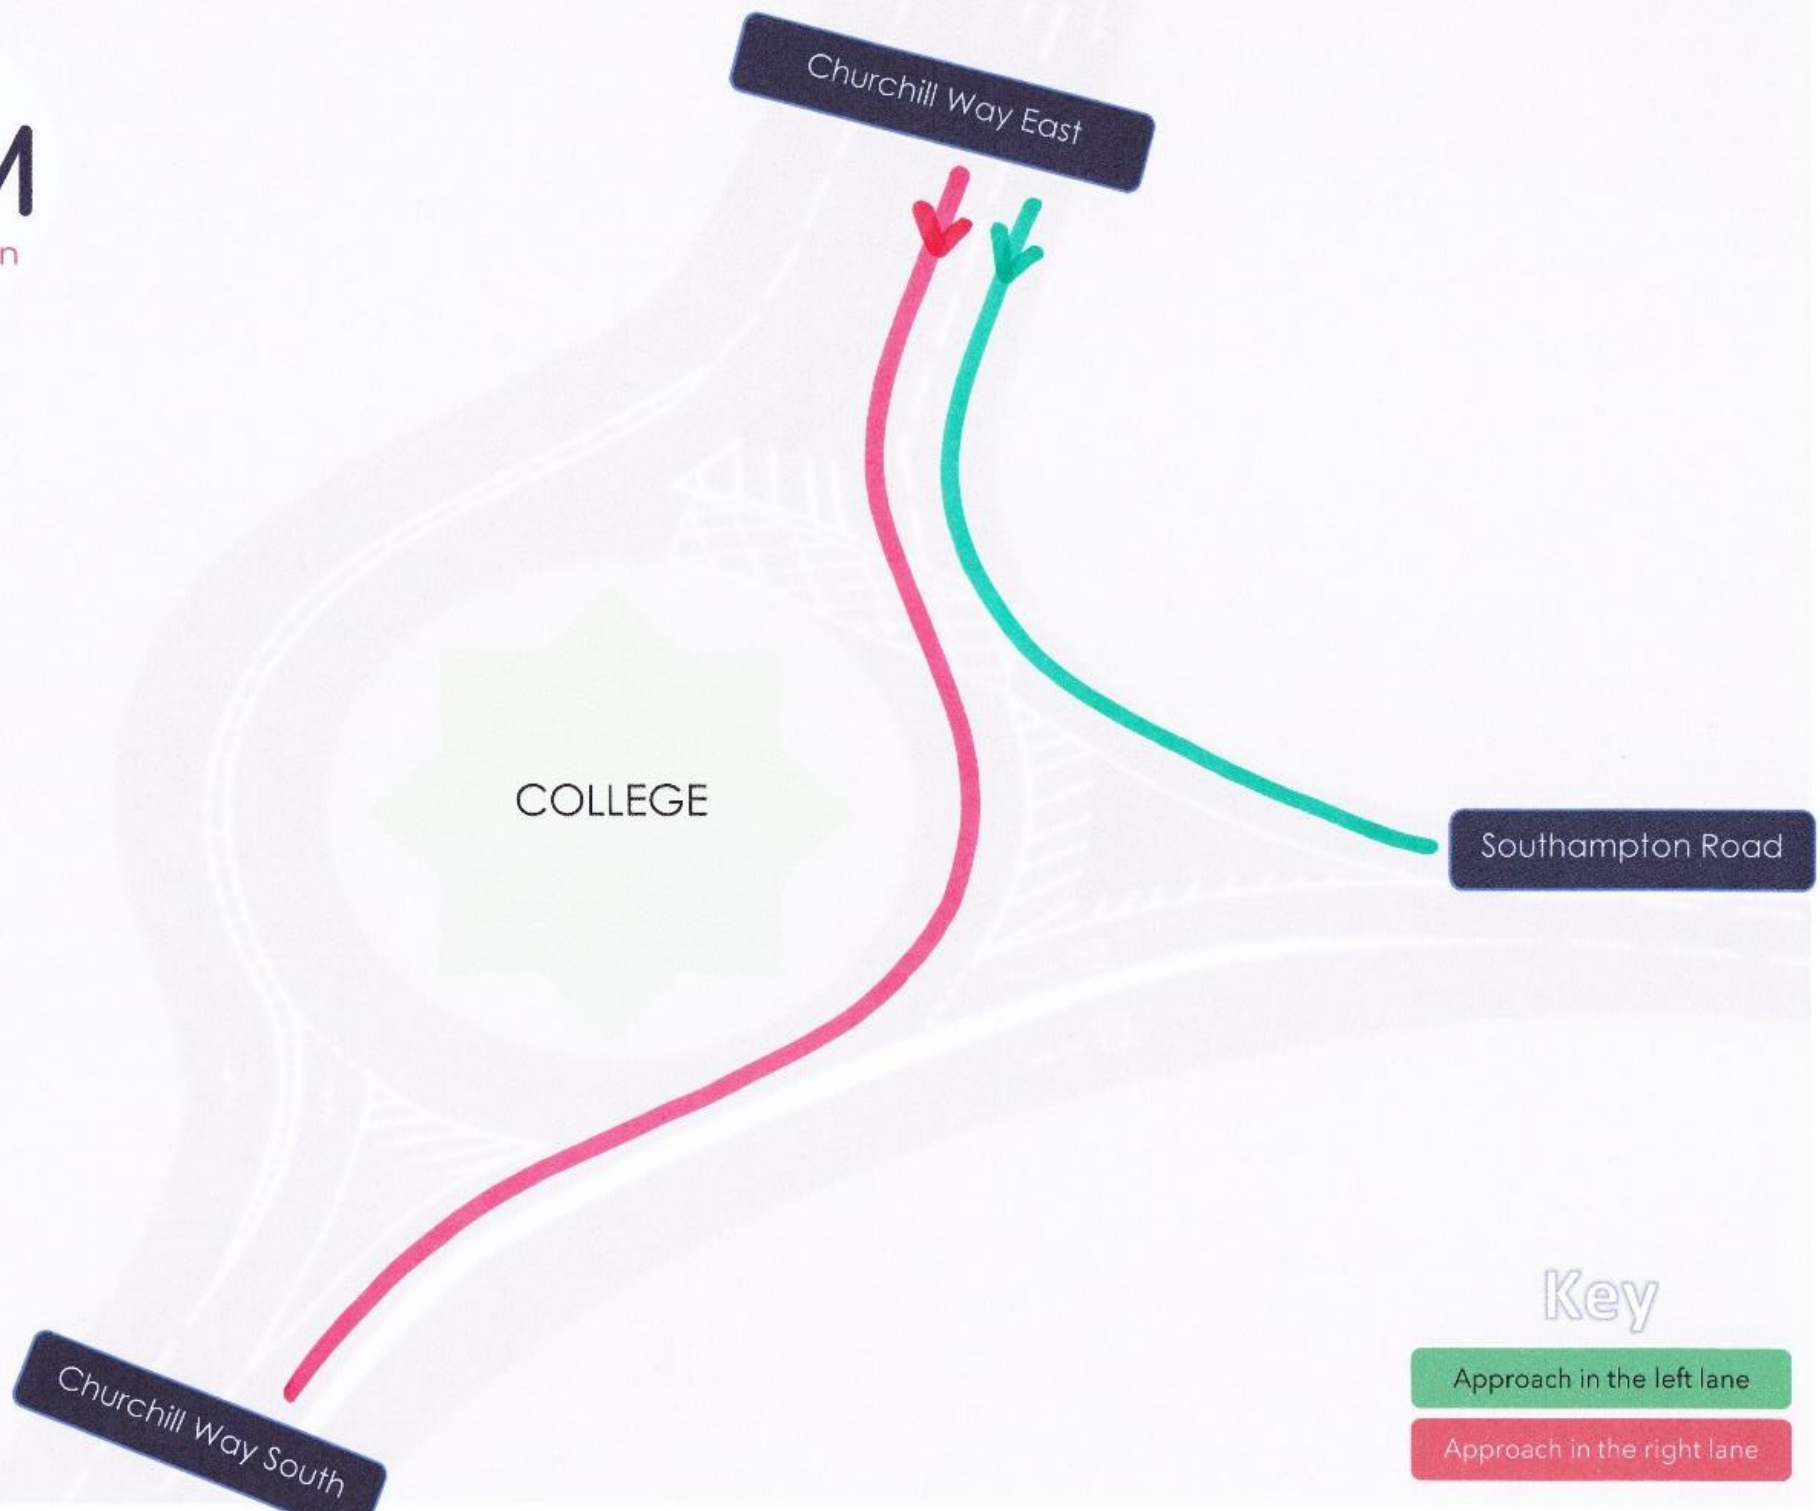 Churchill Way East
M
n
COLLEGE
Southampton Road
Churchill Way South
Key
Approach in the left lane
Approach in the right lane